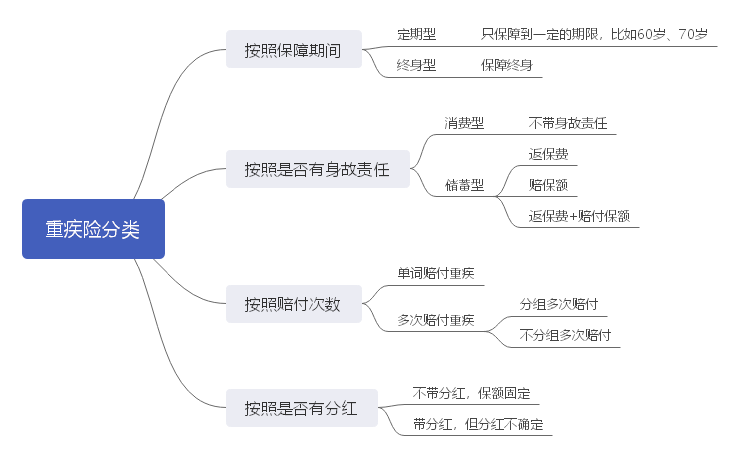 重疾险分类
按照保障期间
定期型
只保障到一定的期限，比如60岁、70岁
终身型
保障终身
按照是否有身故责任
消费型
不带身故责任
储蓄型
返保费
赔保额
返保费+赔付保额
按照赔付次数
单词赔付重疾
多次赔付重疾
分组多次赔付
不分组多次赔付
按照是否有分红
不带分红，保额固定
带分红，但分红不确定